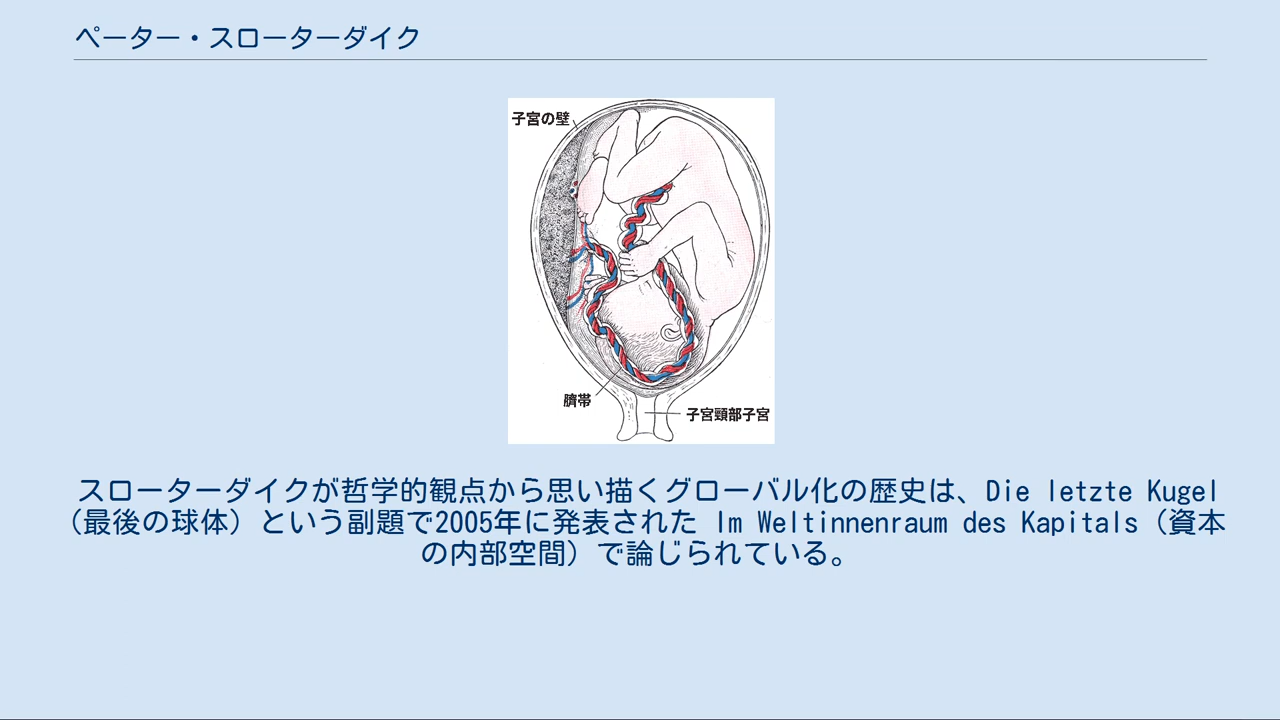 ペーター・スローターダイク
子宮の壁
臍帯
子宮頸部子宮
スローターダイクが哲学的観点から思い描くグローバル化の歴史は、Die letzte Kugel
（最後の球体）という副題で2005年に発表された Im Weltinnenraum des Kapitals（資本
の内部空間）で論じられている。